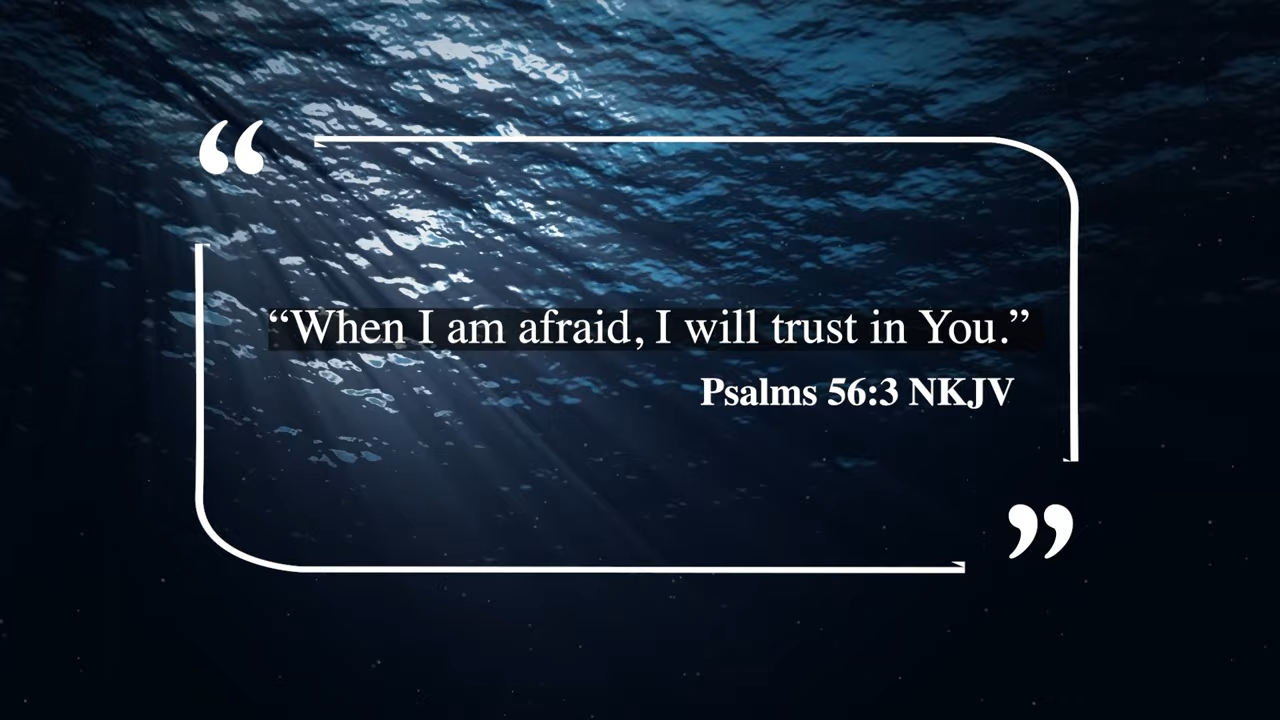 “When I am afraid, I will trust in You.”
Psalms 56:3 NKJV